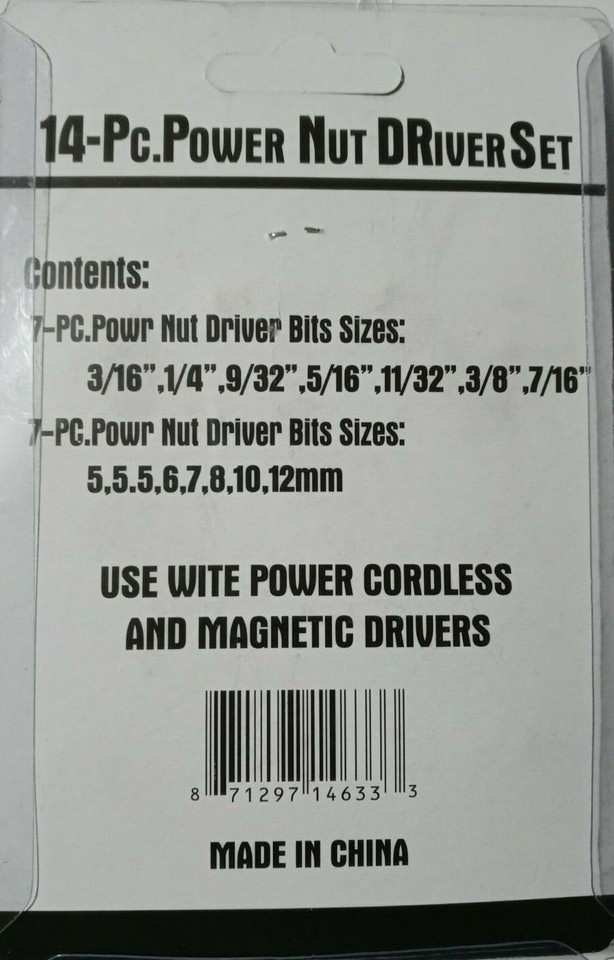 14-PC.POWER NUT DRIVER SET
Contents:
7-PC.Powr Nut Driver Bits Sizes:
3/16”,1/4”,9/32”,5/16”,11/32”,3/8”,7/16”
7-PC.Powr Nut Driver Bits Sizes:
5,5.5,6,7,8,10,12mm
USE WITE POWER CORDLESS
AND MAGNETIC DRIVERS
8 71297 14633 3
MADE IN CHINA